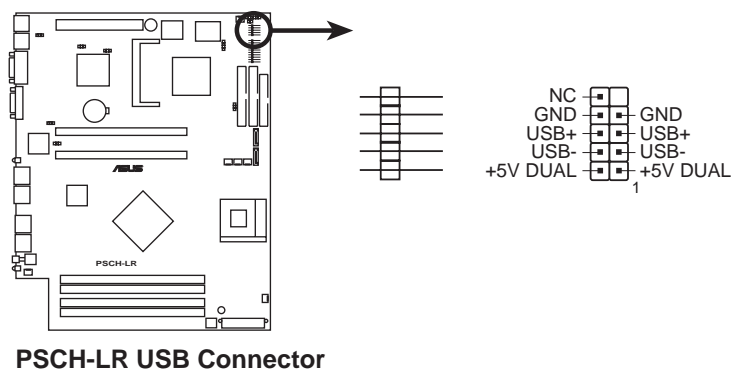 NC
GND GND
USB+ USB+
USB- USB-
+5V DUAL +5V DUAL
1
ASUS
PSCH-LR
PSCH-LR USB Connector